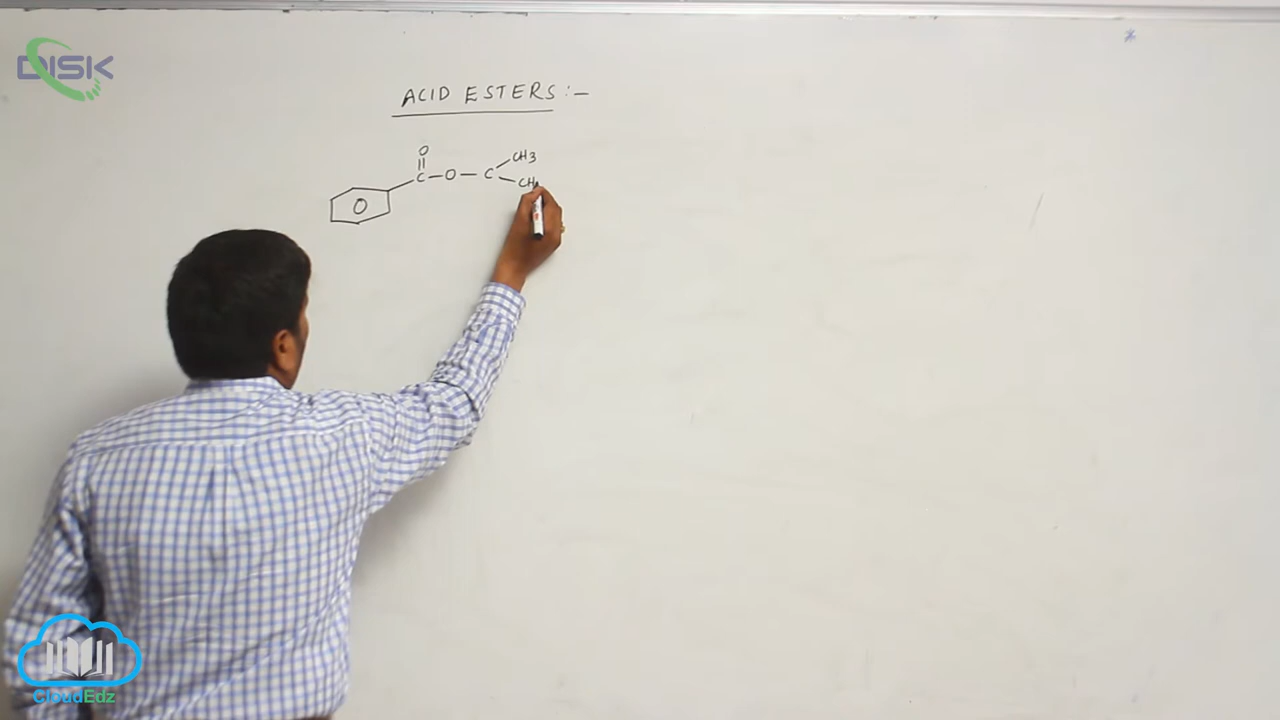 DISK
ACID ESTERS :-
O
C-O-C
CH3
CH
O
CloudEdz